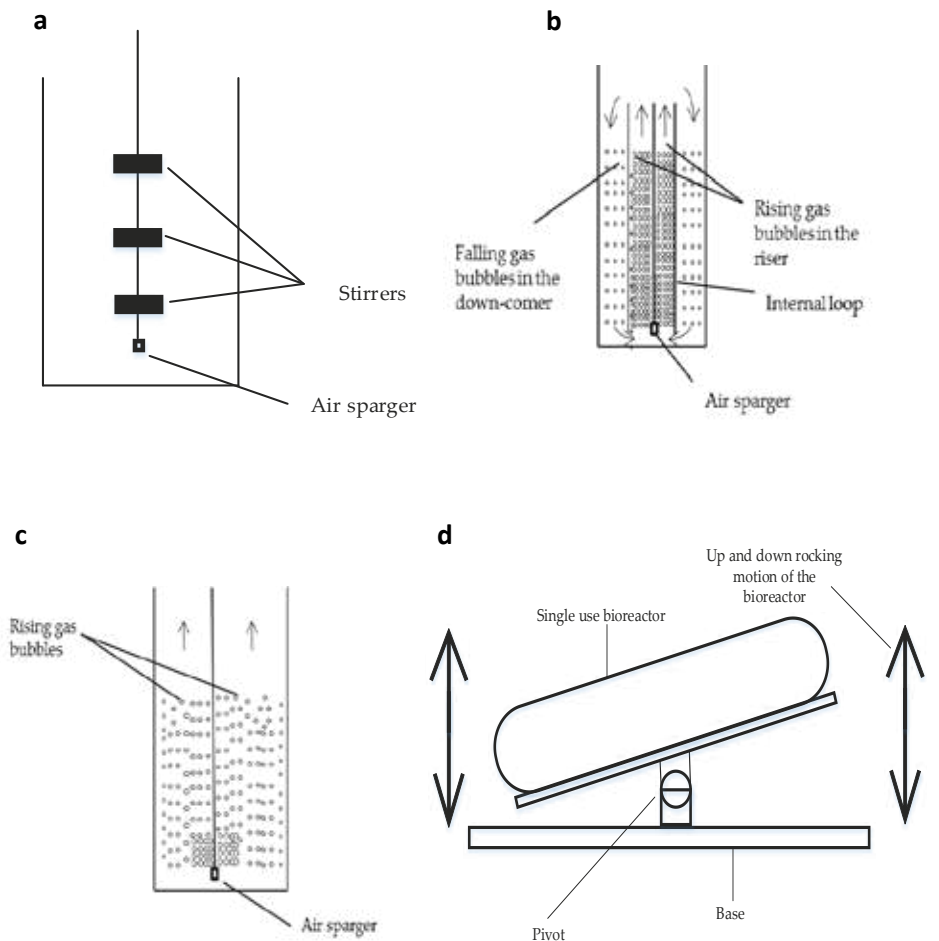 a
Stirrers
Air sparger
b
Falling gas
bubbles in the
down-comer
Rising gas
bubbles in the
riser
Internal loop
Air sparger
c
Rising gas
bubbles
Air sparger
d
Up and down rocking
motion of the
bioreactor
Single use bioreactor
Pivot
Base